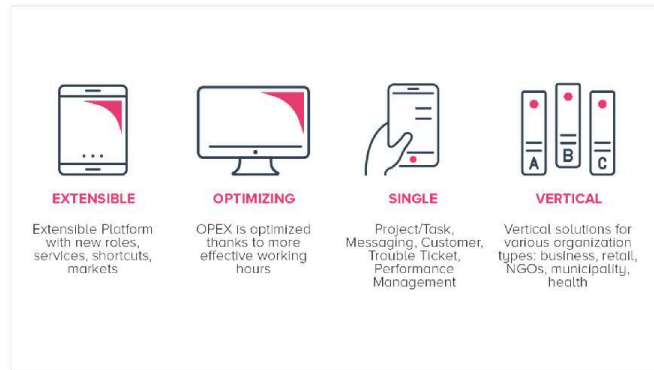 A
B
C
EXTENSIBLE
Extensible Platform
with new roles,
services, shortcuts,
markets
OPTIMIZING
OPEX is optimized
thanks to more
effective working
hours
SINGLE
Project/Task,
Messaging, Customer,
Trouble Ticket,
Performance
Management
VERTICAL
Vertical solutions for
various organization
types: business, retail,
NGOs, municipality,
health